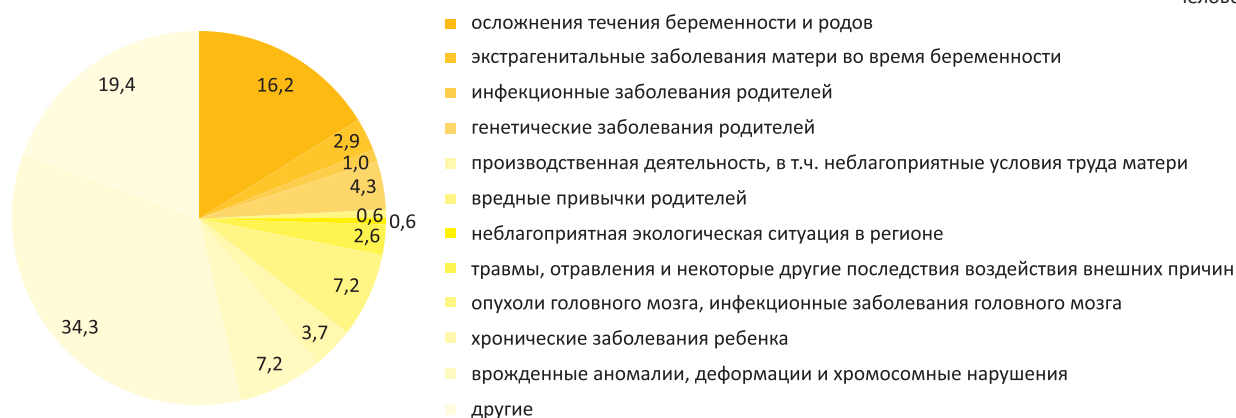 осложнения течения беременности и родов
экстрагенитальные заболевания матери во время беременности
инфекционные заболевания родителей
генетические заболевания родителей
производственная деятельность, в т.ч. неблагоприятные условия труда матери
вредные привычки родителей
неблагоприятная экологическая ситуация в регионе
травмы, отравления и некоторые другие последствия воздействия внешних причин
опухоли головного мозга, инфекционные заболевания головного мозга
хронические заболевания ребенка
врожденные аномалии, деформации и хромосомные нарушения
другие
19,4
16,2
2,9
1,0
4,3
0,6
0,6
2,6
7,2
3,7
7,2
34,3